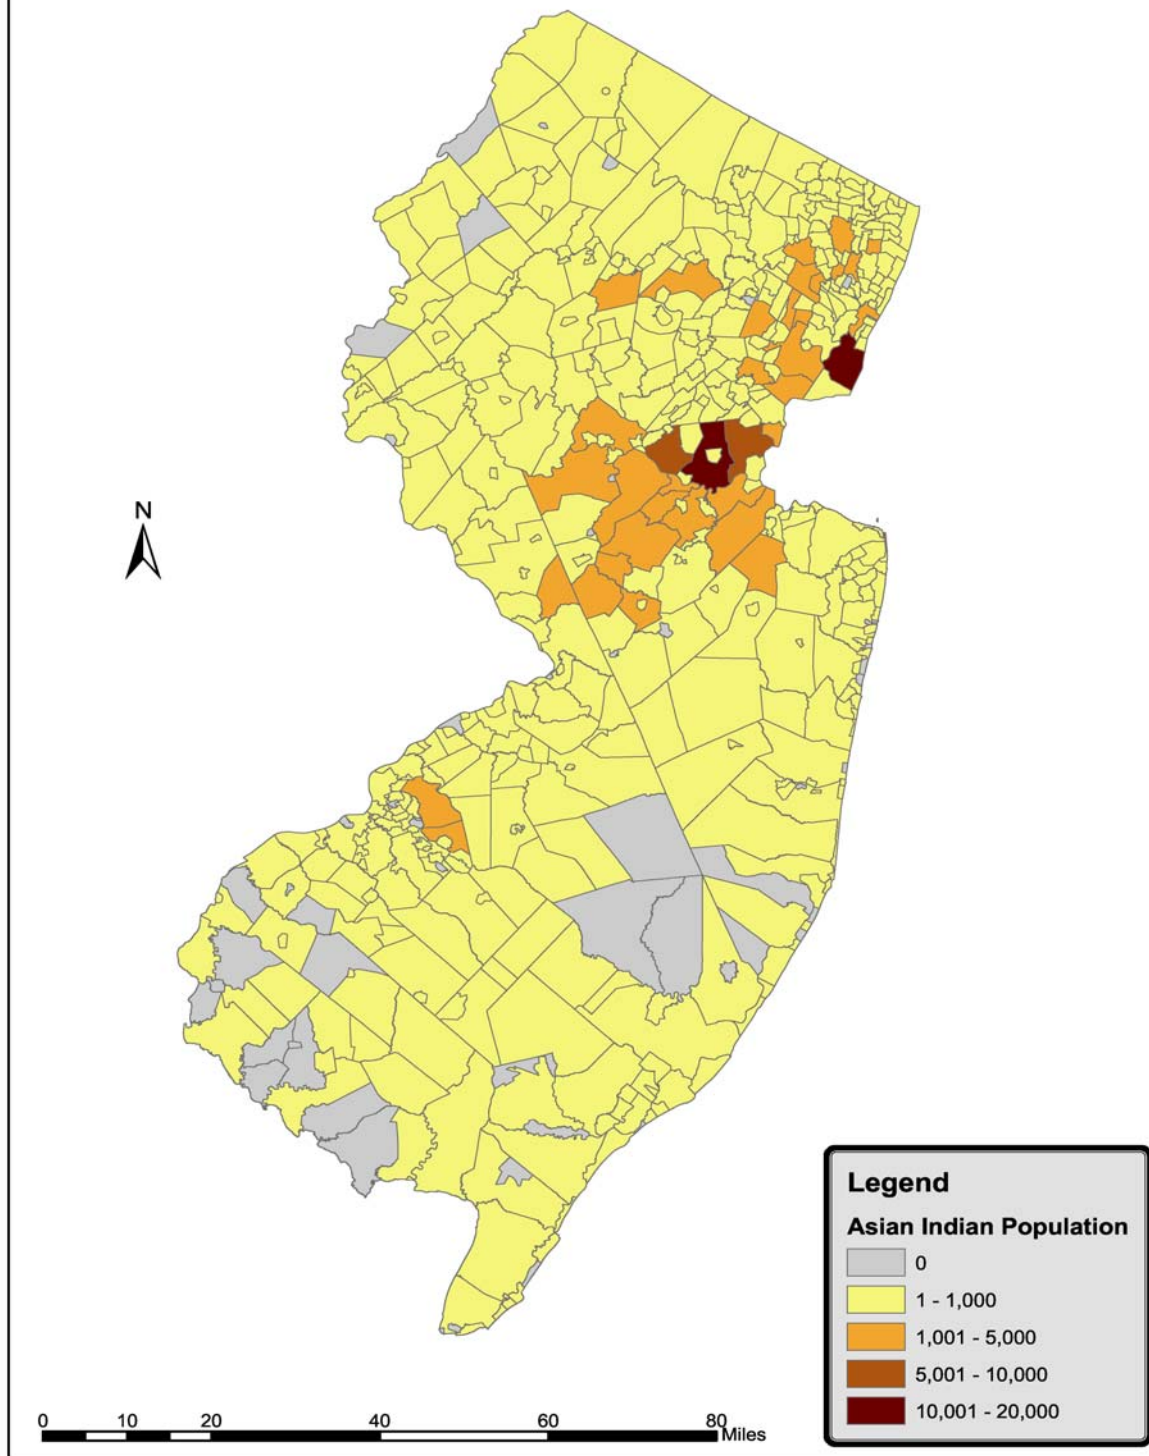 N
Legend
Asian Indian Population
0
1 - 1,000
1,001 - 5,000
5,001 - 10,000
10,001 - 20,000
0 10 20 40 60 80
Miles